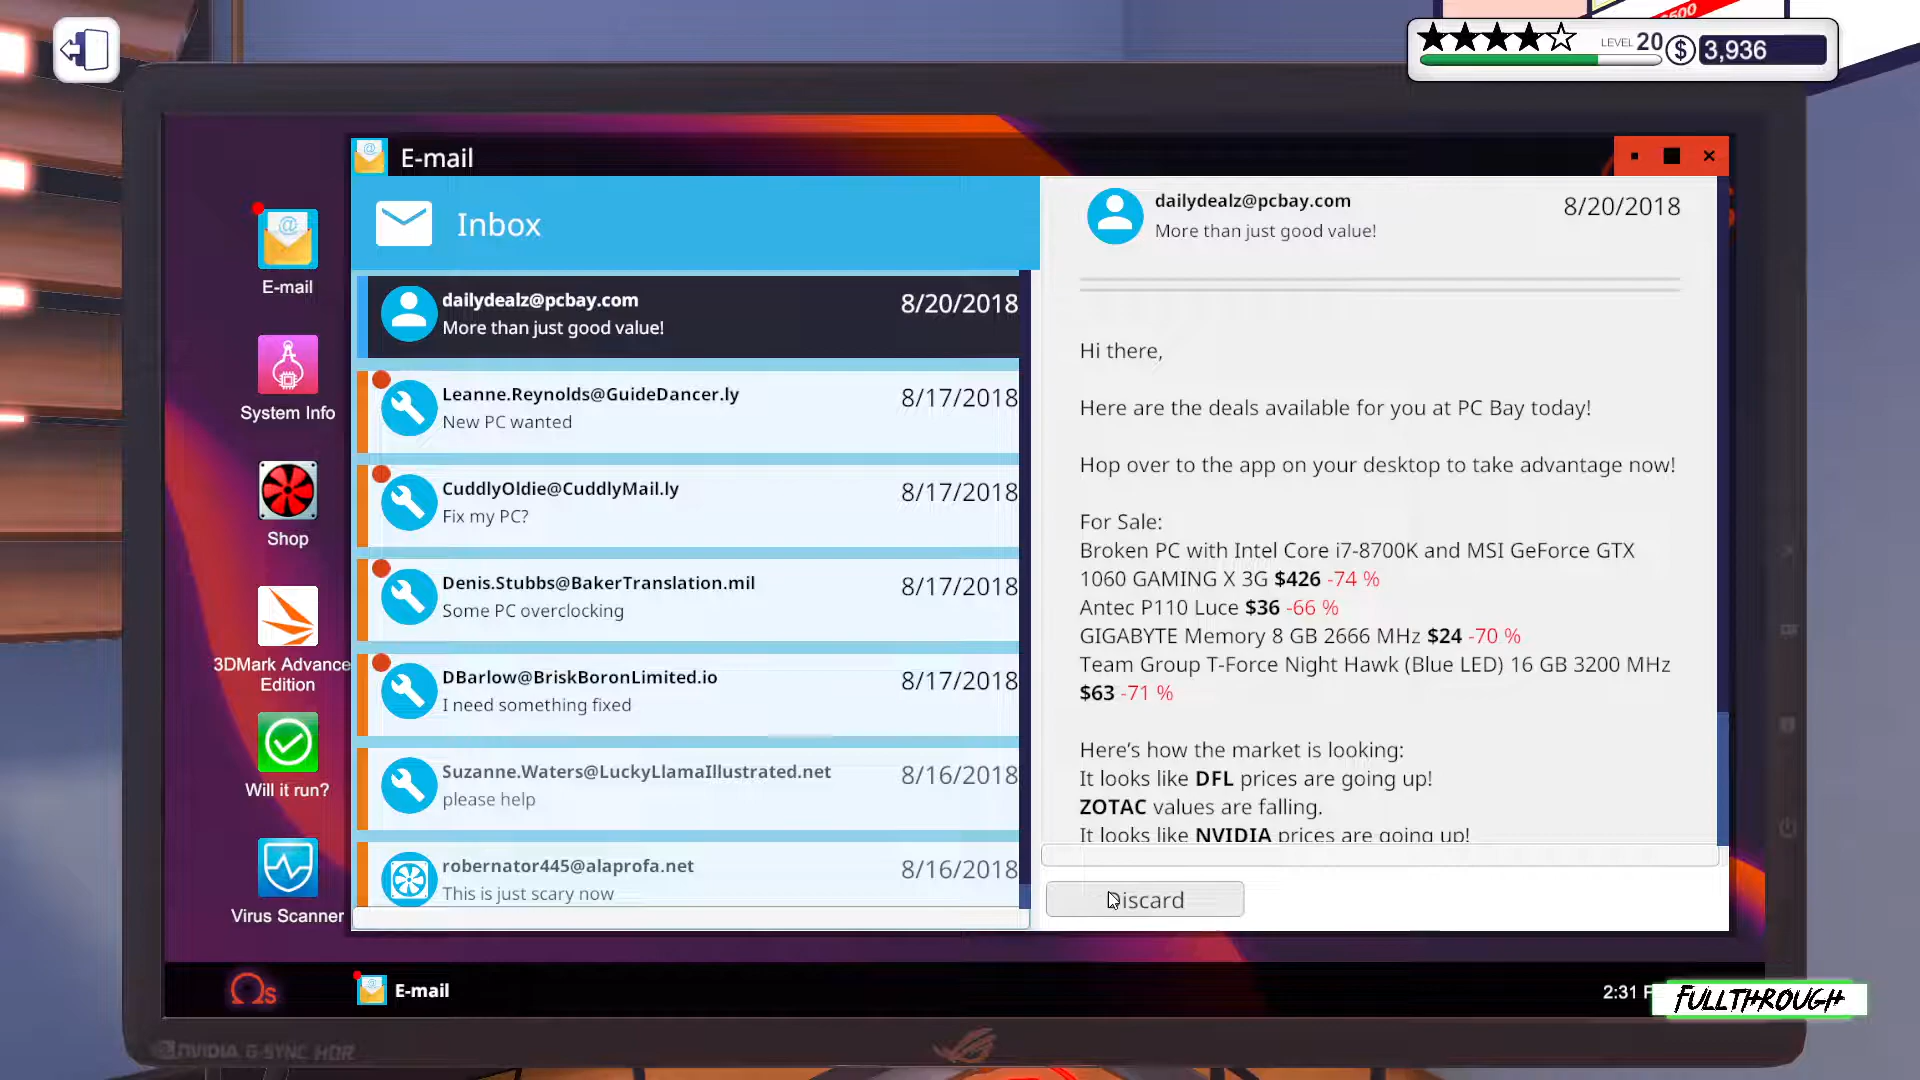 500
LEVEL 20
$ 3,936
E-mail
Inbox
dailydealz@pcbay.com
8/20/2018
More than just good value!
Leanne.Reynolds@GuideDancer.ly
8/17/2018
New PC wanted
CuddlyOldie@CuddlyMail.ly
8/17/2018
Fix my PC?
Denis.Stubbs@BakerTranslation.mil
8/17/2018
Some PC overclocking
DBarlow@BriskBoronLimited.io
8/17/2018
I need something fixed
Suzanne.Waters@LuckyLlamaIllustrated.net
8/16/2018
please help
robernator445@alaprofa.net
8/16/2018
This is just scary now
dailydealz@pcbay.com
8/20/2018
More than just good value!
Hi there,
Here are the deals available for you at PC Bay today!
Hop over to the app on your desktop to take advantage now!
For Sale:
Broken PC with Intel Core i7-8700K and MSI GeForce GTX
1060 GAMING X 3G $426 -74 %
Antec P110 Luce $36 -66 %
GIGABYTE Memory 8 GB 2666 MHz $24 -70 %
Team Group T-Force Night Hawk (Blue LED) 16 GB 3200 MHz
$63 -71 %
Here's how the market is looking:
It looks like DFL prices are going up!
ZOTAC values are falling.
It looks like NVIDIA prices are going up!
Discard
E-mail
System Info
Shop
3DMark Advance
Edition
Will it run?
Virus Scanner
Ωs
E-mail
2:31
FULLTHROUGH
NVIDIA G-SYNC HDR